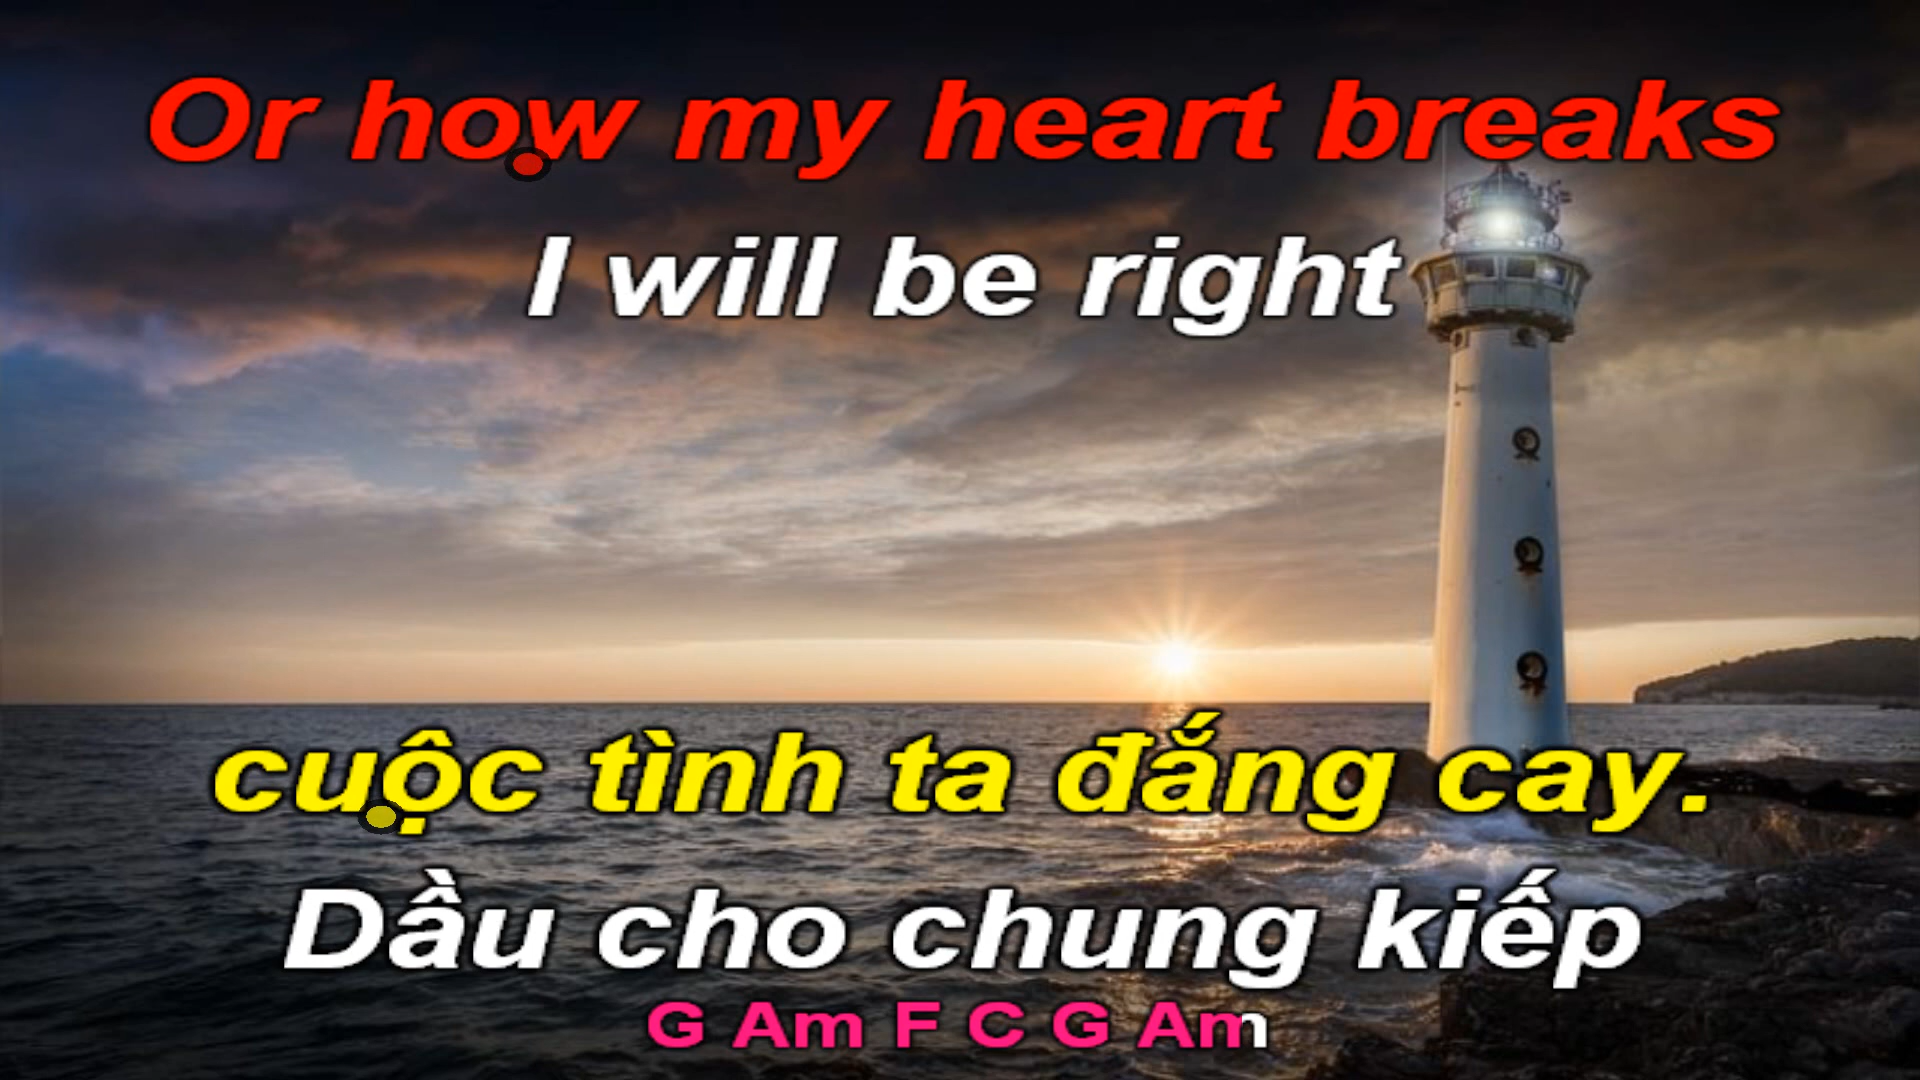 Or how my heart breaks
I will be right
cuộc tình ta đắng cay.
Dầu cho chung kiếp
G Am F C G Am